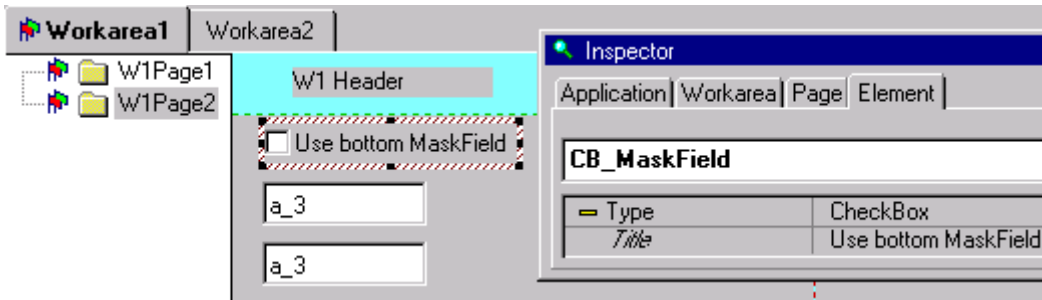 Workarea1 Workarea2
W1Page1
W1Page2
W1 Header
Use bottom MaskField
a_3
a_3
Inspector
Application Workarea Page Element
CB_MaskField
Type CheckBox
Title Use bottom MaskField